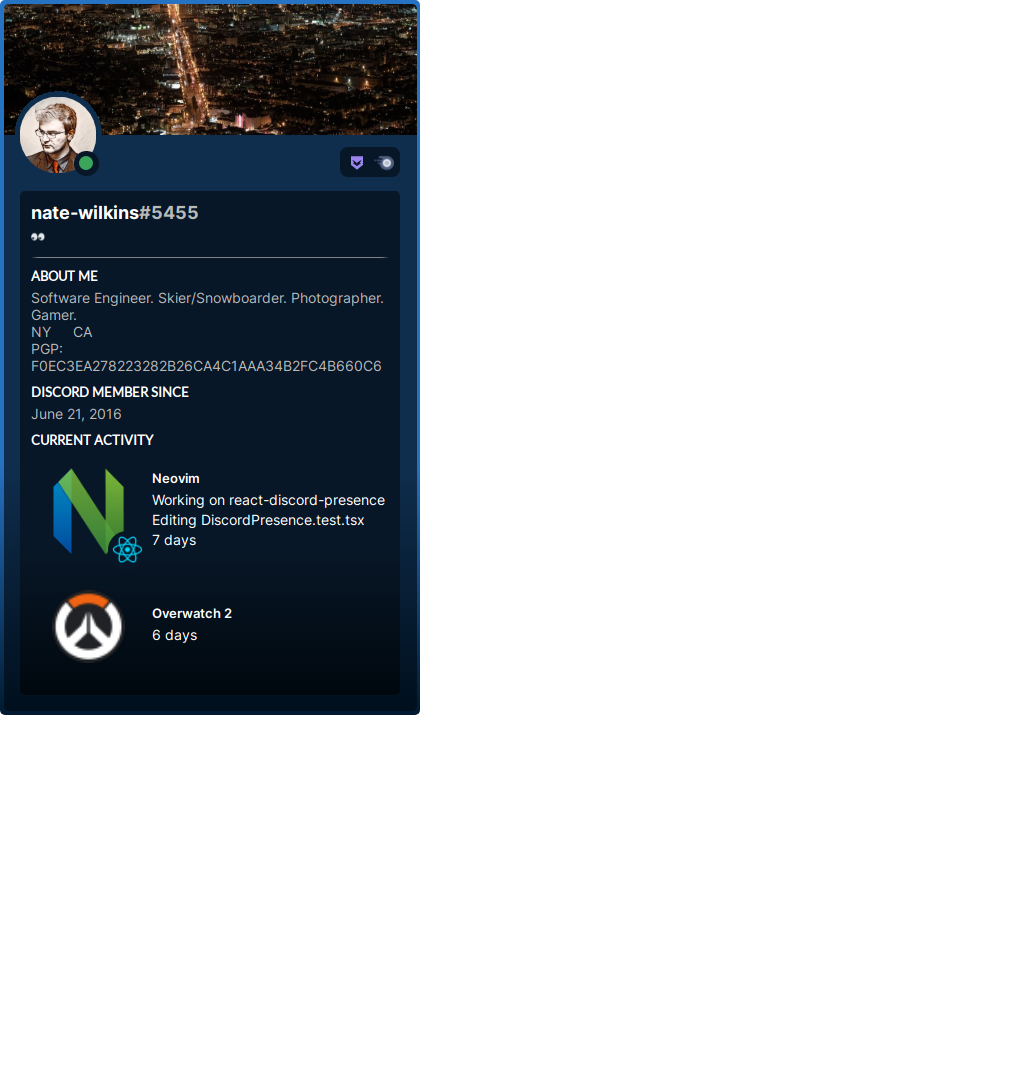 nate-wilkins#5455
👀
ABOUT ME
Software Engineer. Skier/Snowboarder. Photographer.
Gamer.
NY CA
PGP:
F0EC3EA278223282B26CA4C1AAA34B2FC4B660C6
DISCORD MEMBER SINCE
June 21, 2016
CURRENT ACTIVITY
Neovim
Working on react-discord-presence
Editing DiscordPresence.test.tsx
7 days
Overwatch 2
6 days